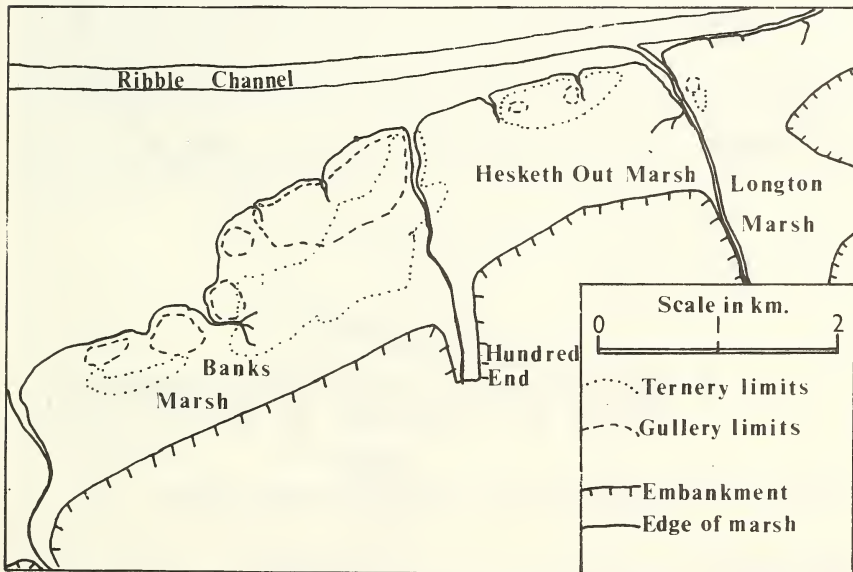 Ribble Channel
Hesketh Out Marsh
Longton
Marsh
Banks
Marsh
Hundred
End
Scale in km.
0 2
Ternery limits
Gullery limits
Embankment
Edge of marsh